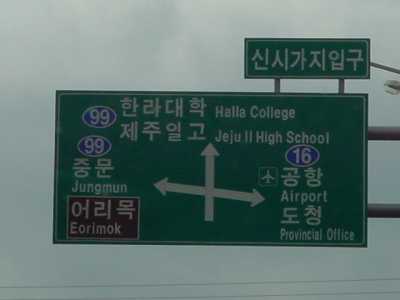 신시가지입구
99 한라대학 Halla College
제주일고 Jeju Il High School
99
중문
Jungmun
어리목
Eorimok
16
공항
Airport
도청
Provincial Office